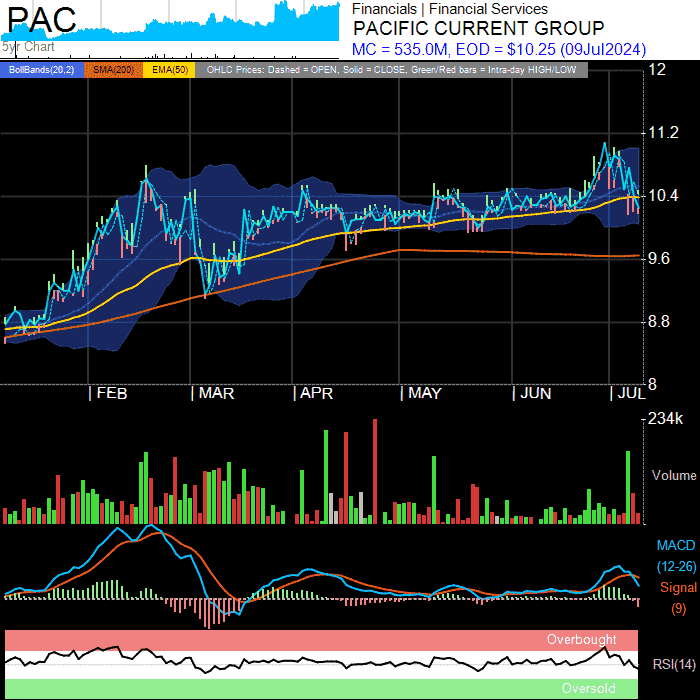 PAC
5yr Chart
Financials | Financial Services
PACIFIC CURRENT GROUP
MC = 535.0M, EOD = $10.25 (09Jul2024)
BollBands(20,2) SMA(200) EMA(50) OHLC Prices: Dashed = OPEN, Solid = CLOSE, Green/Red bars = Intra-day HIGH/LOW
12
11.2
10.4
9.6
8.8
8
FEB MAR APR MAY JUN JUL
234k
Volume
MACD
(12-26)
Signal
(9)
Overbought
RSI(14)
Oversold